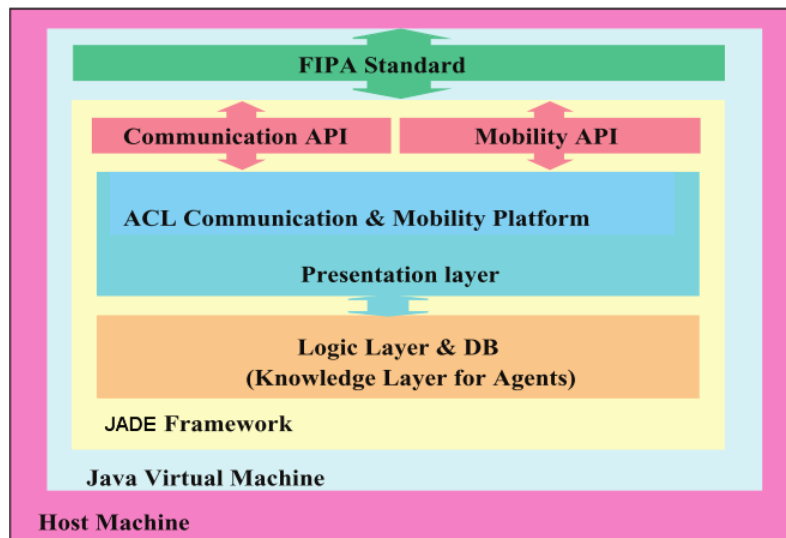 FIPA Standard
Communication API
Mobility API
ACL Communication & Mobility Platform
Presentation layer
Logic Layer & DB
(Knowledge Layer for Agents)
JADE Framework
Java Virtual Machine
Host Machine